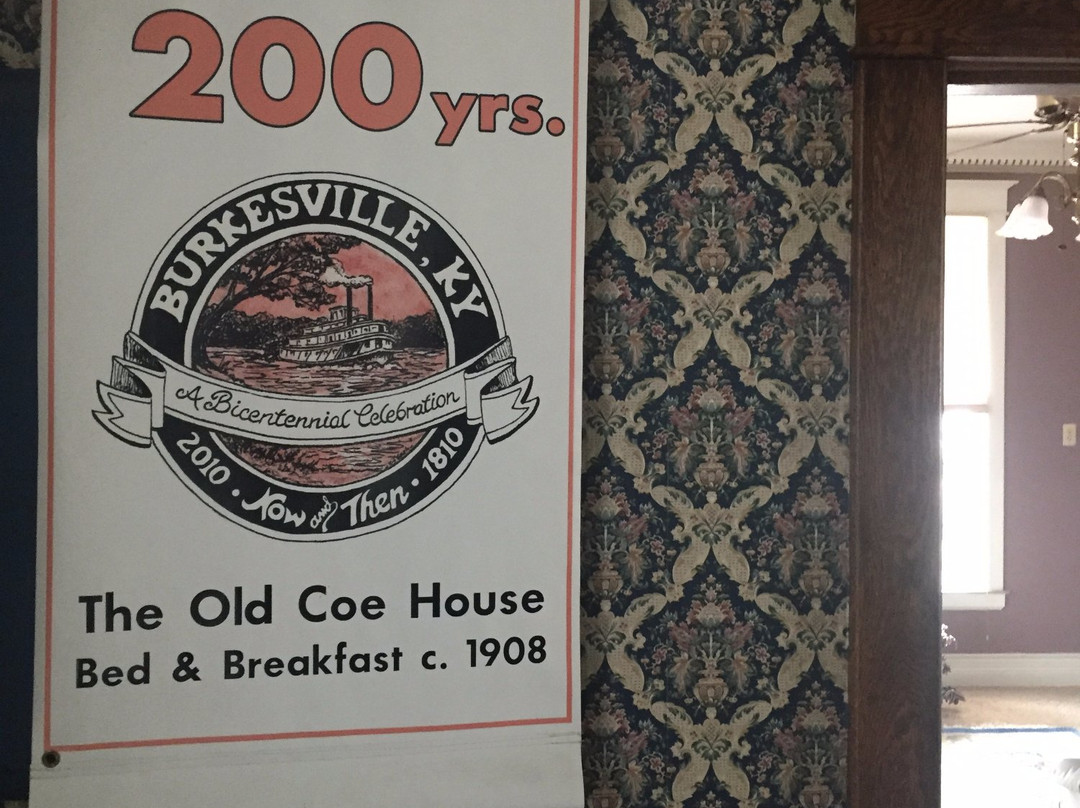 200 yrs.
BURKESVILLE, KY
A Bicentennial Celebration
2010 • Now and Then • 1810
The Old Coe House
Bed & Breakfast c. 1908